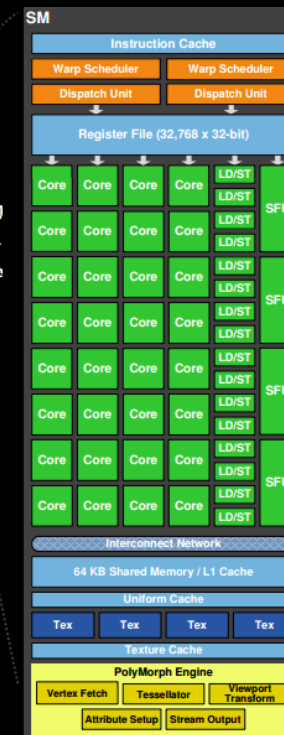 SM
Instruction Cache
Warp Scheduler Warp Scheduler
Dispatch Unit Dispatch Unit
Register File (32,768 x 32-bit)
Core Core Core Core LD/ST
LD/ST
SFU
Core Core Core Core LD/ST
LD/ST
Core Core Core Core LD/ST
LD/ST
SFU
Core Core Core Core LD/ST
LD/ST
Core Core Core Core LD/ST
LD/ST
SFU
Core Core Core Core LD/ST
LD/ST
Core Core Core Core LD/ST
LD/ST
SFU
Core Core Core Core LD/ST
LD/ST
Interconnect Network
64 KB Shared Memory / L1 Cache
Uniform Cache
Tex Tex Tex Tex
Texture Cache
PolyMorph Engine
Vertex Fetch Tessellator Viewport
Transform
Attribute Setup Stream Output